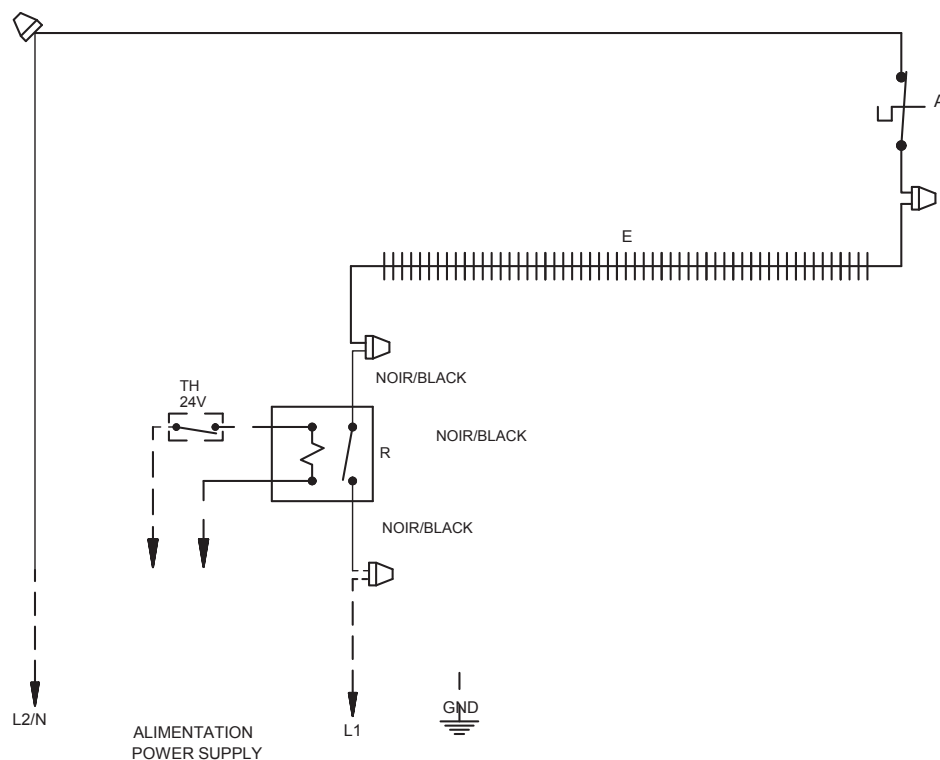 A
E
NOIR/BLACK
TH
24V
NOIR/BLACK
R
NOIR/BLACK
GND
L2/N
L1
ALIMENTATION
POWER SUPPLY